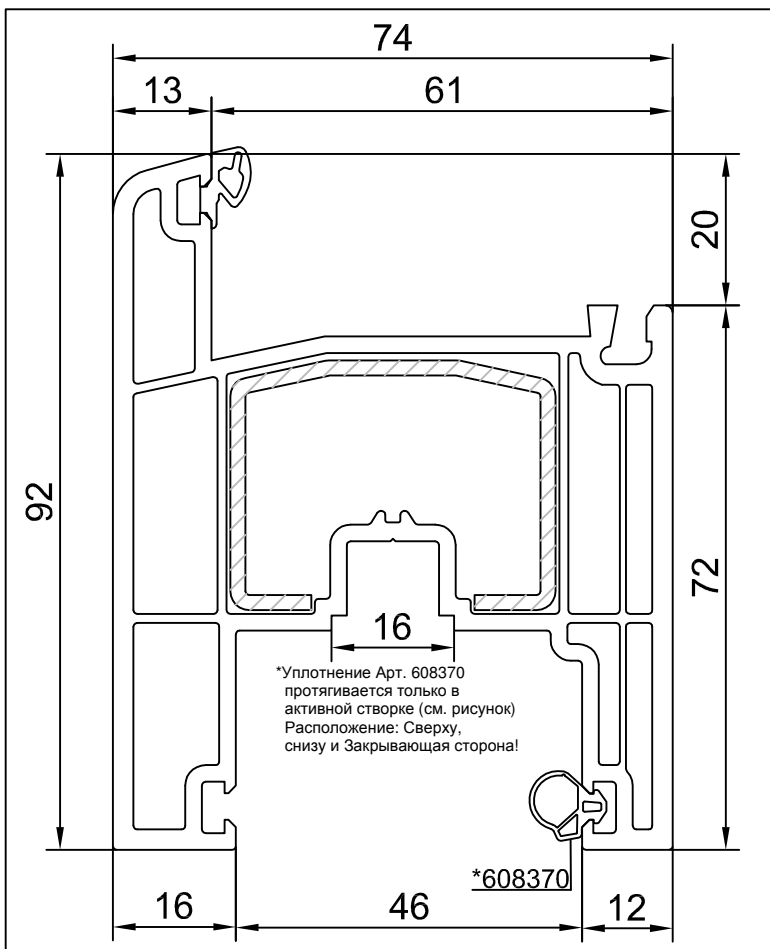 74
13
61
20
92
72
16
*Уплотнение Арт. 608370
протягивается только в
активной створке (см. рисунок)
Расположение: Сверху,
снизу и Закрывающая сторона!
*608370
16
46
12